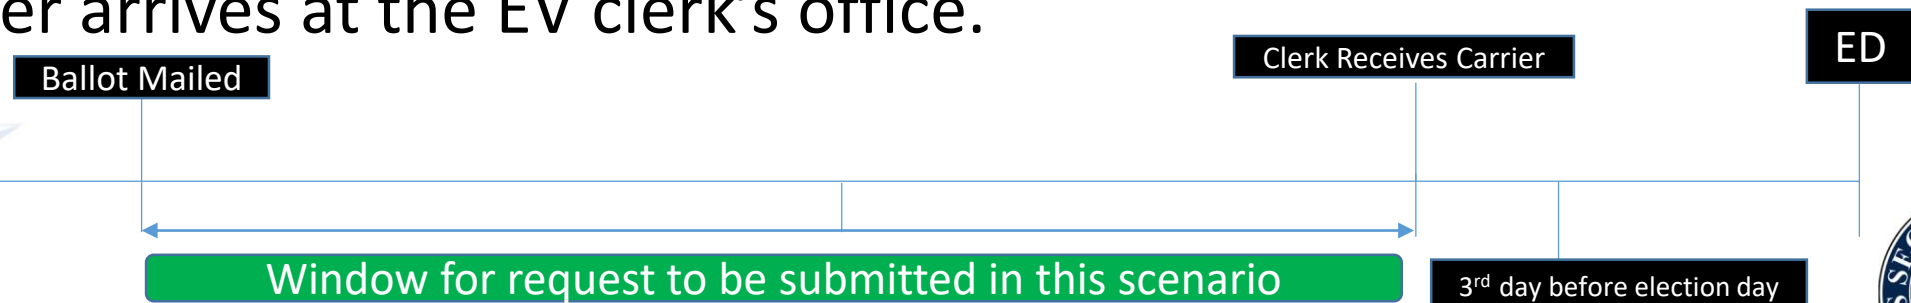 er arrives at the EV clerk's office.
Ballot Mailed
Clerk Receives Carrier
ED
Window for request to be submitted in this scenario
3rd day before election day